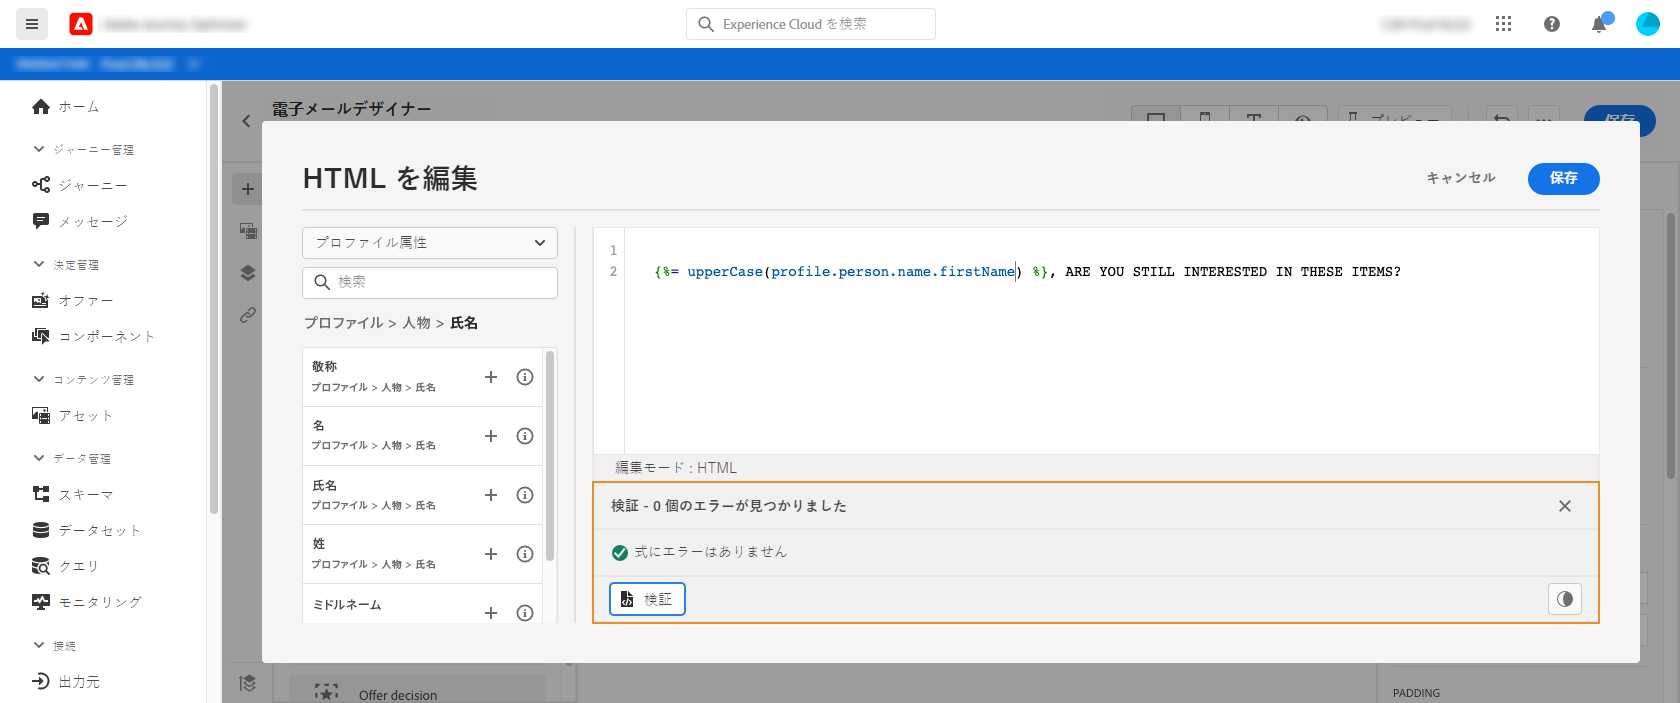 Experience Cloud を検索
ホーム
ジャーニー管理
ジャーニー
メッセージ
決定管理
オファー
コンポーネント
コンテンツ管理
アセット
データ管理
スキーマ
データセット
クエリ
モニタリング
接続
出力元
電子メールデザイナー
プレビュー
保存
HTML を編集
キャンセル
保存
プロファイル属性
検索
プロファイル > 人物 > 氏名
敬称
プロファイル > 人物 > 氏名
名
プロファイル > 人物 > 氏名
氏名
プロファイル > 人物 > 氏名
姓
プロファイル > 人物 > 氏名
ミドルネーム
1
2 {%= upperCase(profile.person.name.firstName) %}, ARE YOU STILL INTERESTED IN THESE ITEMS?
編集モード : HTML
検証 - 0 個のエラーが見つかりました
式にエラーはありません
検証
Offer decision
PADDING